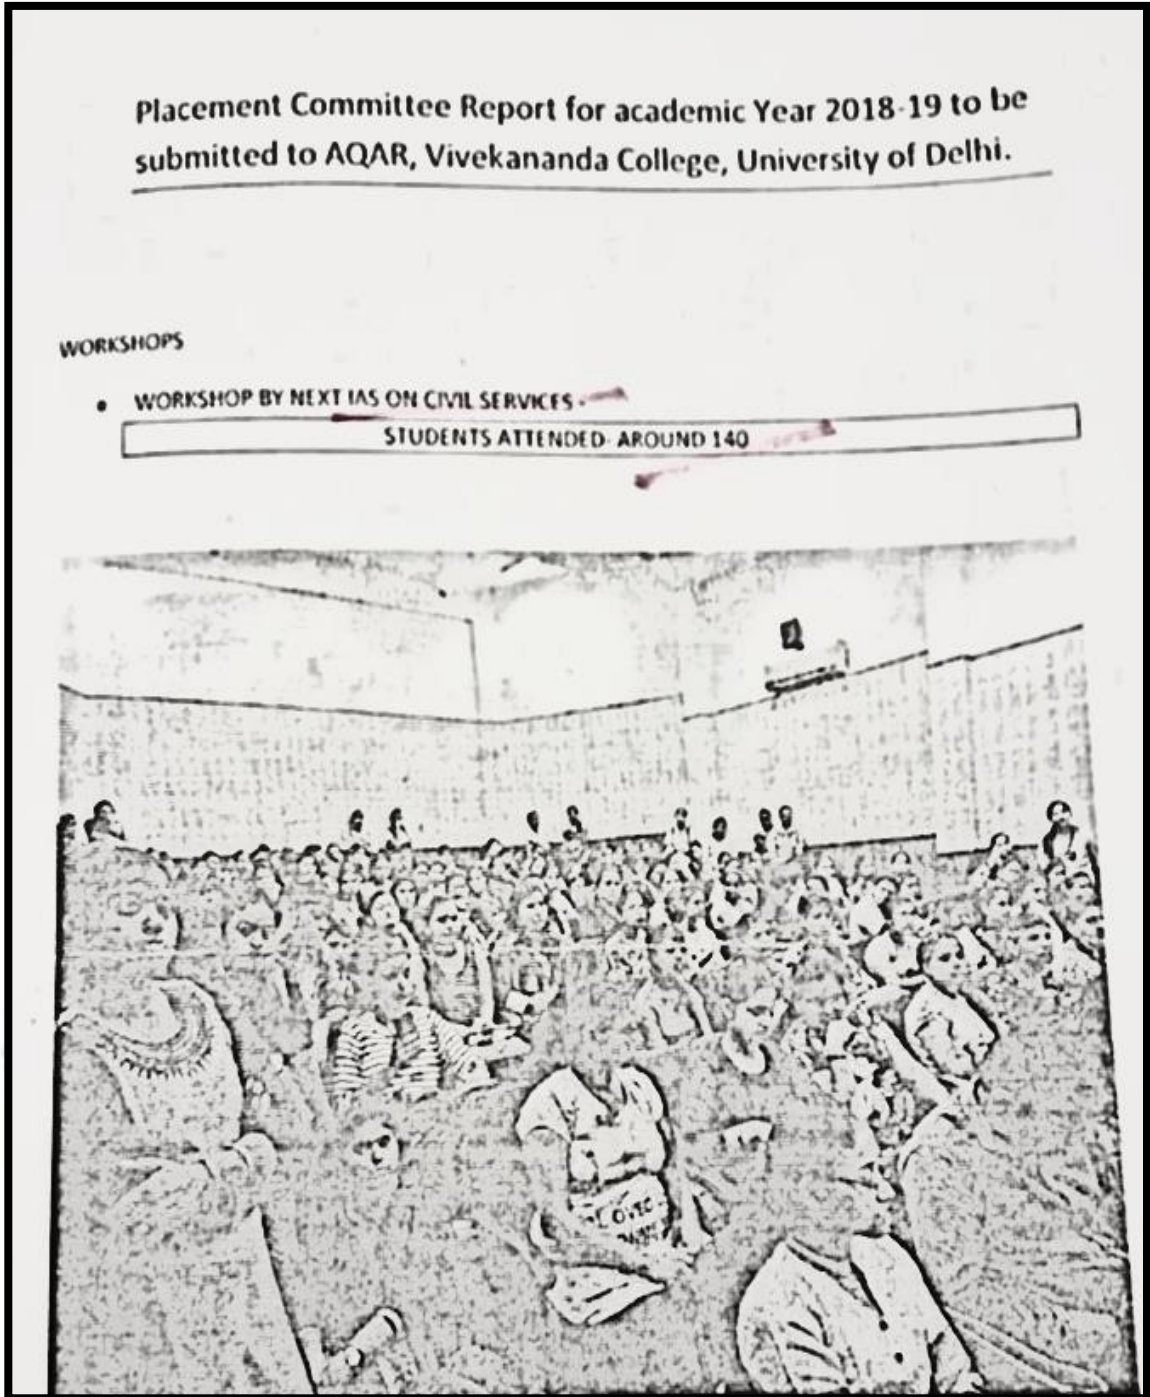 Placement Committee Report for academic Year 2018-19 to be
submitted to AQAR, Vivekananda College, University of Delhi.
WORKSHOPS
• WORKSHOP BY NEXT IAS ON CIVIL SERVICES -
STUDENTS ATTENDED- AROUND 140